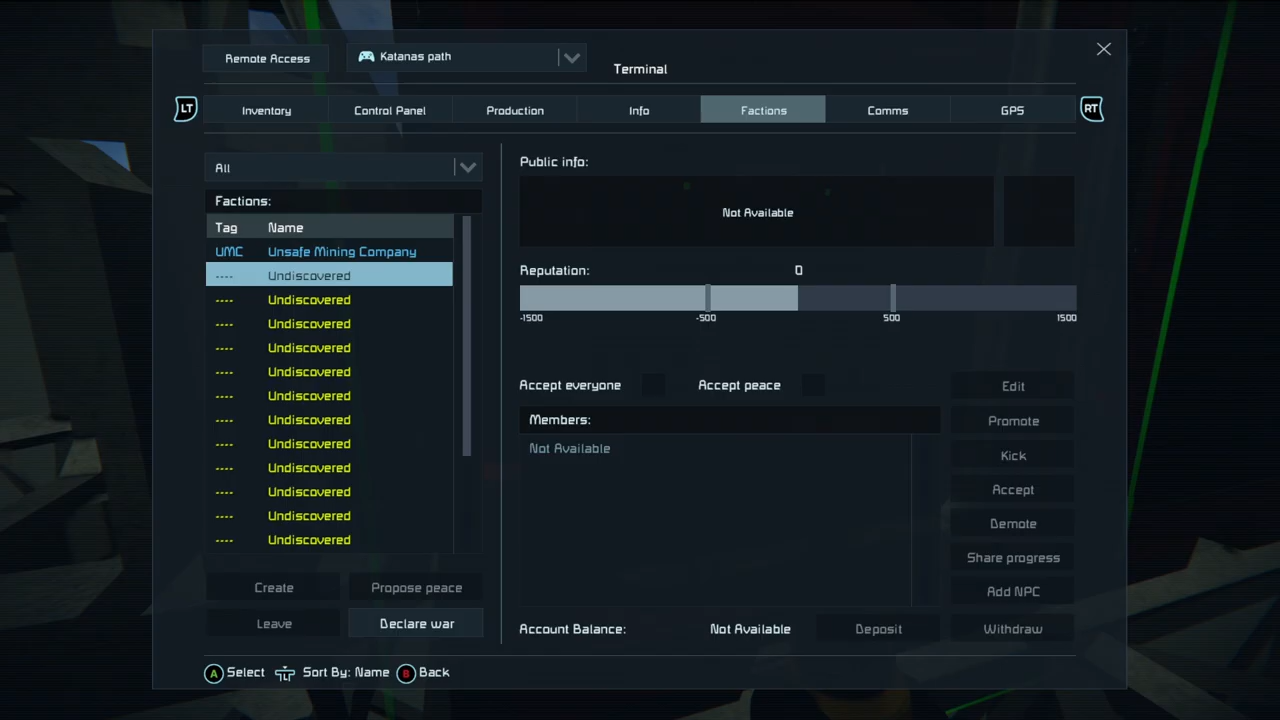 Remote Access
Katanas path
Terminal
LT
Inventory
Control Panel
Production
Info
Factions
Comms
GPS
RT
All
Factions:
Tag Name
UMC Unsafe Mining Company
---- Undiscovered
---- Undiscovered
---- Undiscovered
---- Undiscovered
---- Undiscovered
---- Undiscovered
---- Undiscovered
---- Undiscovered
---- Undiscovered
---- Undiscovered
---- Undiscovered
---- Undiscovered
Create
Propose peace
Leave
Declare war
Public info:
Not Available
Reputation: 0
-1500 -500 500 1500
Accept everyone
Accept peace
Members:
Not Available
Edit
Promote
Kick
Accept
Demote
Share progress
Add NPC
Account Balance: Not Available
Deposit
Withdraw
A Select
Sort By: Name
B Back